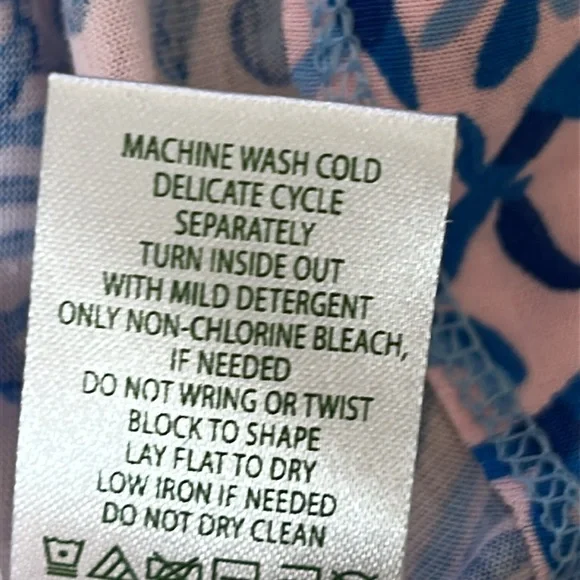 MACHINE WASH COLD
DELICATE CYCLE
SEPARATELY
TURN INSIDE OUT
WITH MILD DETERGENT
ONLY NON-CHLORINE BLEACH,
IF NEEDED
DO NOT WRING OR TWIST
BLOCK TO SHAPE
LAY FLAT TO DRY
LOW IRON IF NEEDED
DO NOT DRY CLEAN